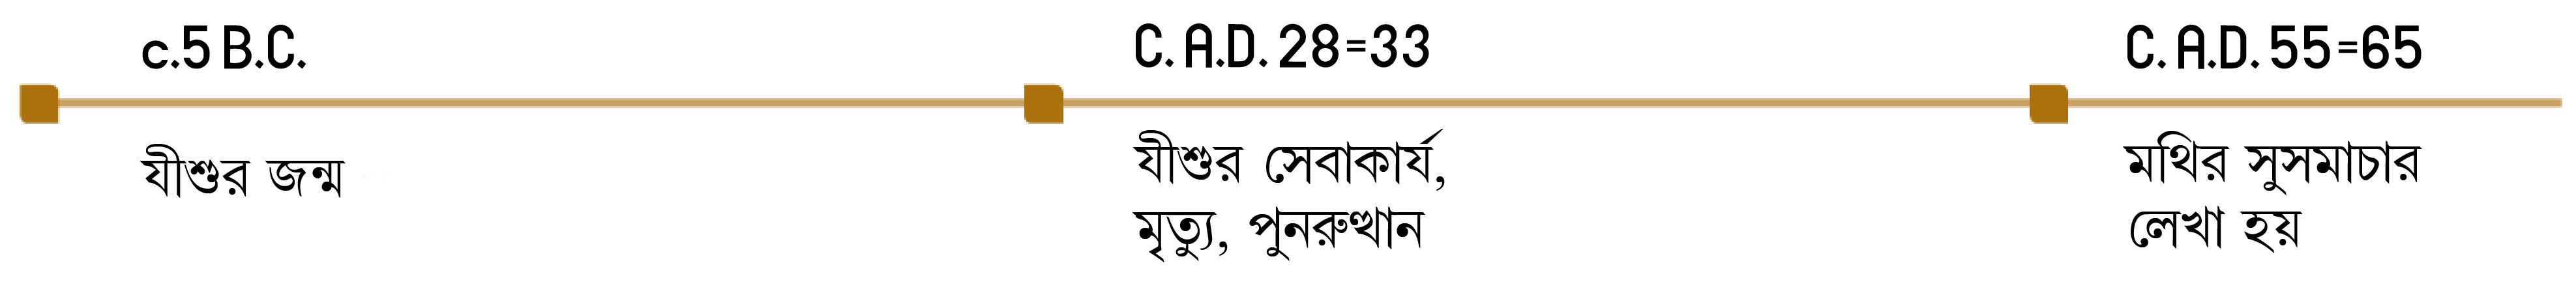 c.5 B.C.
C. A.D. 28=33
C. A.D. 55=65
যীশুর জন্ম
যীশুর সেবাকার্য,
মৃত্যু, পুনরুত্থান
মথির সুসমাচার
লেখা হয়